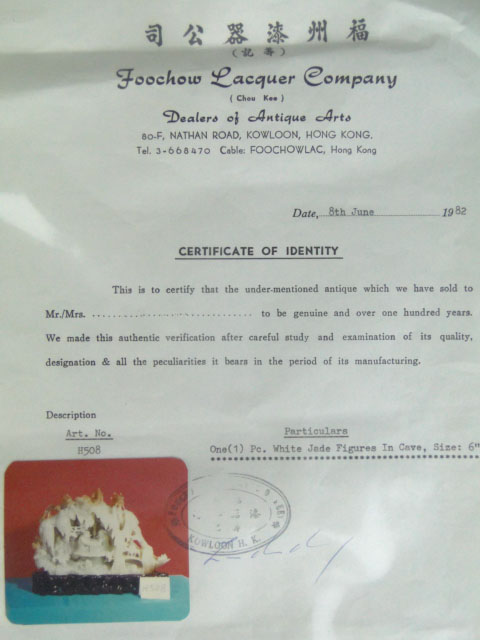 司公器漆州福
(記籌)
Foochow Lacquer Company
(Chou Kee)
Dealers of Antique Arts
80-F, NATHAN ROAD, KOWLOON, HONG KONG.
Tel. 3-668470 Cable: FOOCHOWLAC, Hong Kong
Date, 8th June 1982
CERTIFICATE OF IDENTITY
This is to certify that the under-mentioned antique which we have sold to
Mr./Mrs. ................................ to be genuine and over one hundred years.
We made this authentic verification after careful study and examination of its quality,
designation & all the peculiarities it bears in the period of its manufacturing.
Description
Art. No. Particulars
H508 One(1) Pc. White Jade Figures In Cave, Size: 6"
KOWLOON H. K.
H508